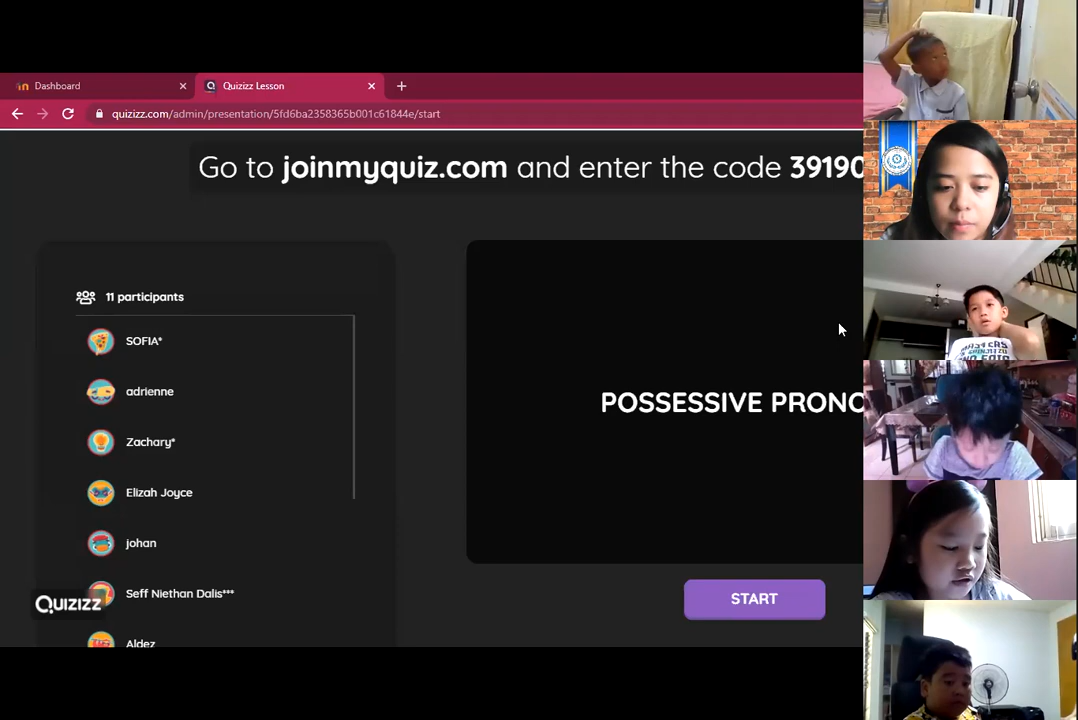 Dashboard
Quizizz Lesson
quizizz.com/admin/presentation/5fd6ba2358365b001c61844e/start
Go to joinmyquiz.com and enter the code 39190
11 participants
SOFIA*
adrienne
Zachary*
Elizah Joyce
johan
Seff Niethan Dalis***
Aldez
Quizizz
POSSESSIVE PRONO
START